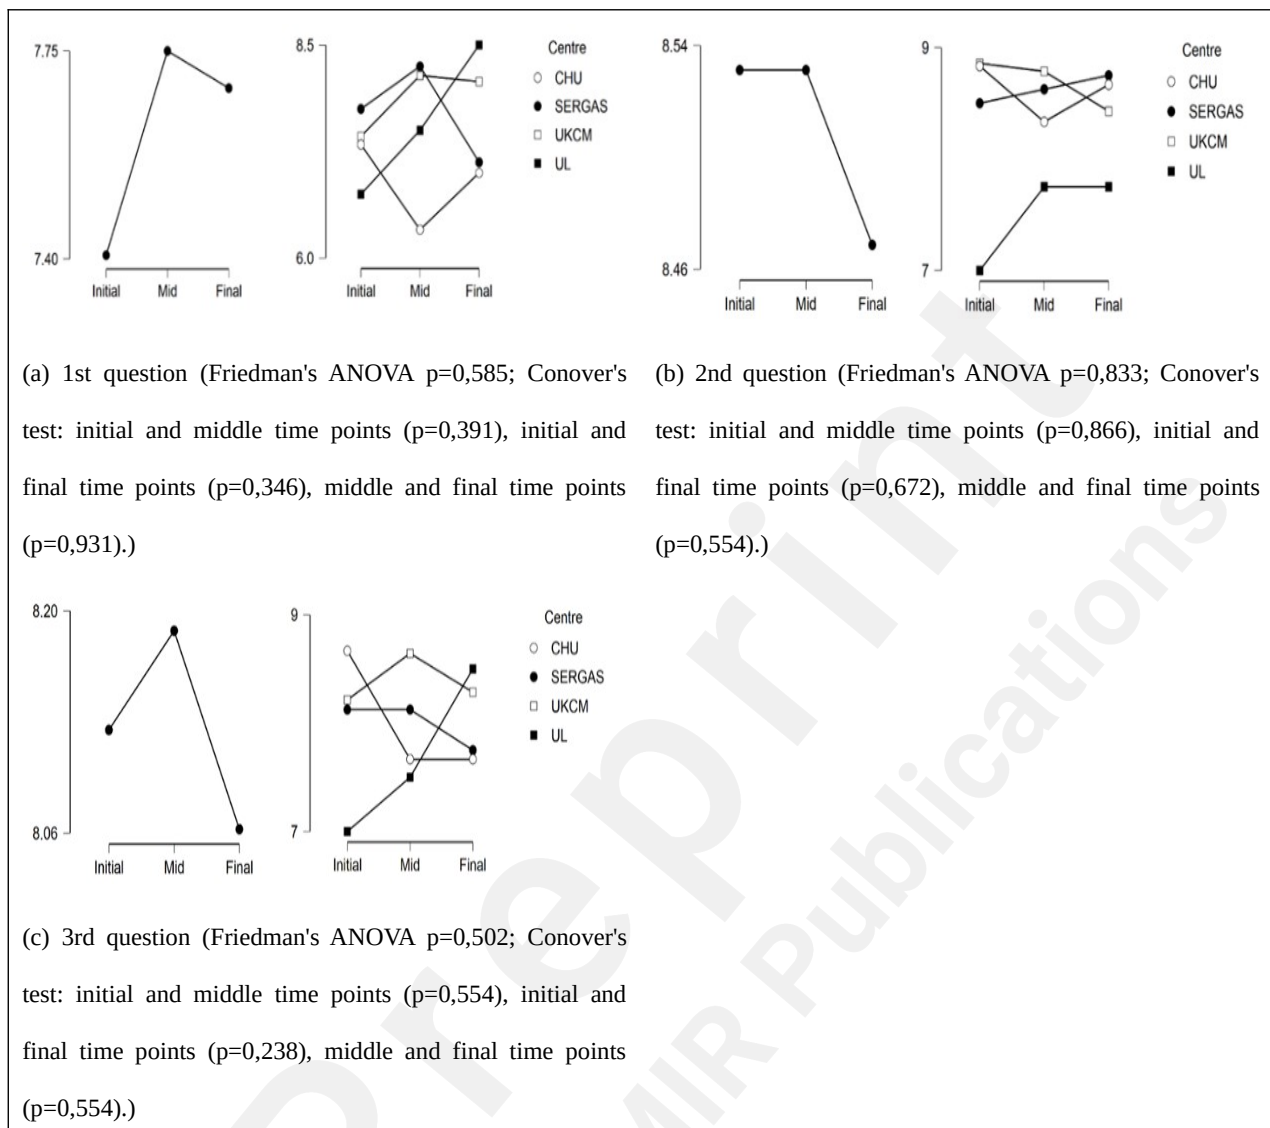 7.75
7.40
Initial Mid Final
8.5
6.0
Initial Mid Final
Centre
CHU
SERGAS
UKCM
UL
8.54
8.46
Initial Mid Final
9
7
Initial Mid Final
Centre
CHU
SERGAS
UKCM
UL
(a) 1st question (Friedman's ANOVA p=0,585; Conover's
test: initial and middle time points (p=0,391), initial and
final time points (p=0,346), middle and final time points
(p=0,931).)
(b) 2nd question (Friedman's ANOVA p=0,833; Conover's
test: initial and middle time points (p=0,866), initial and
final time points (p=0,672), middle and final time points
(p=0,554).)
8.20
8.06
Initial Mid Final
9
7
Initial Mid Final
Centre
CHU
SERGAS
UKCM
UL
(c) 3rd question (Friedman's ANOVA p=0,502; Conover's
test: initial and middle time points (p=0,554), initial and
final time points (p=0,238), middle and final time points
(p=0,554).)
Preprint
MIR Publications